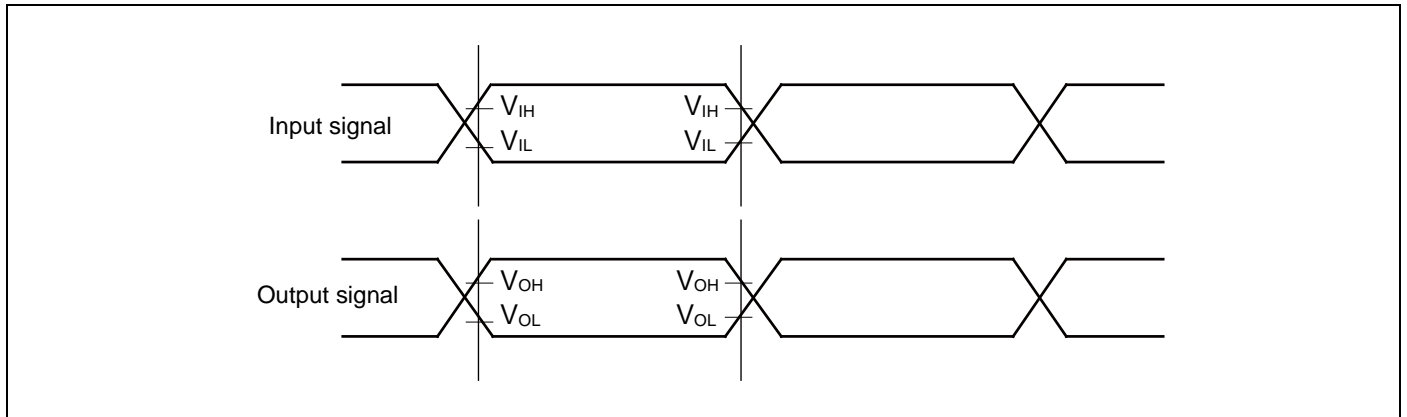 Input signal
VIH VIH
VIL VIL
Output signal
VOH VOH
VOL VOL